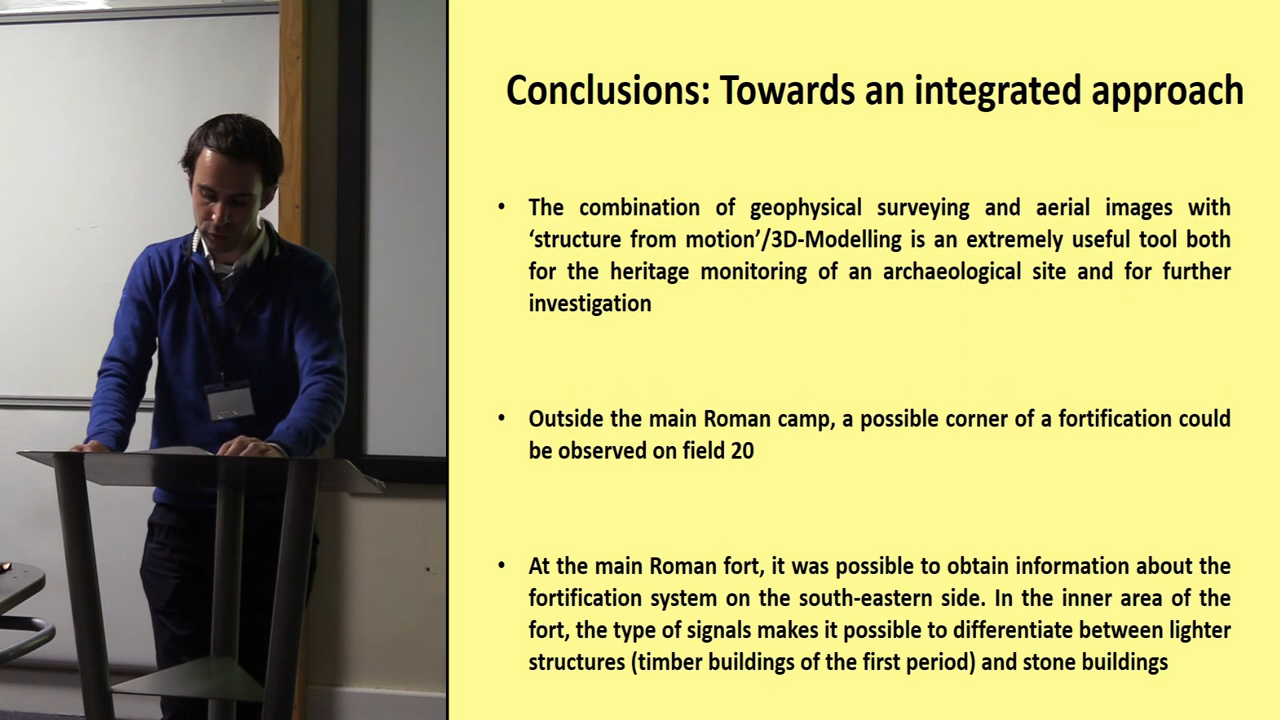 Conclusions: Towards an integrated approach
• The combination of geophysical surveying and aerial images with
‘structure from motion’/3D-Modelling is an extremely useful tool both
for the heritage monitoring of an archaeological site and for further
investigation
• Outside the main Roman camp, a possible corner of a fortification could
be observed on field 20
• At the main Roman fort, it was possible to obtain information about the
fortification system on the south-eastern side. In the inner area of the
fort, the type of signals makes it possible to differentiate between lighter
structures (timber buildings of the first period) and stone buildings